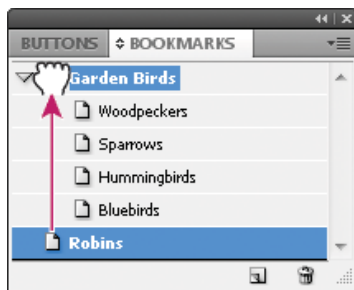 BUTTONS BOOKMARKS
Garden Birds
Woodpeckers
Sparrows
Hummingbirds
Bluebirds
Robins